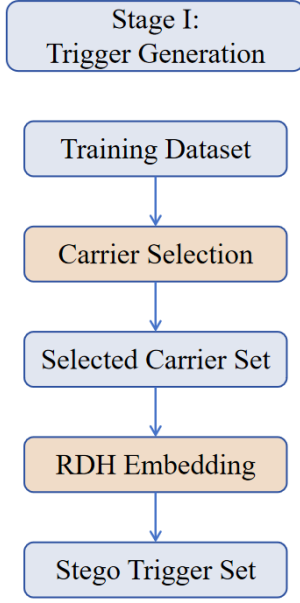 Stage I:
Trigger Generation
Training Dataset
Carrier Selection
Selected Carrier Set
RDH Embedding
Stego Trigger Set